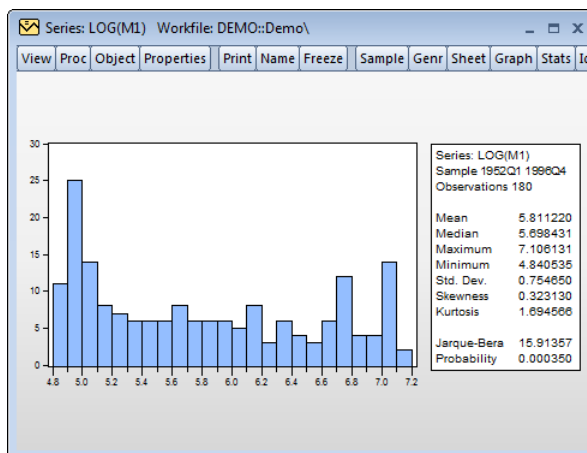 Series: LOG(M1) Workfile: DEMO::Demo\
View Proc Object Properties Print Name Freeze Sample Genr Sheet Graph Stats
30
25
20
15
10
5
0
4.8 5.0 5.2 5.4 5.6 5.8 6.0 6.2 6.4 6.6 6.8 7.0 7.2
Series: LOG(M1)
Sample 1952Q1 1996Q4
Observations 180
Mean 5.811220
Median 5.698431
Maximum 7.106131
Minimum 4.840535
Std. Dev. 0.754650
Skewness 0.323130
Kurtosis 1.694566
Jarque-Bera 15.91357
Probability 0.000350